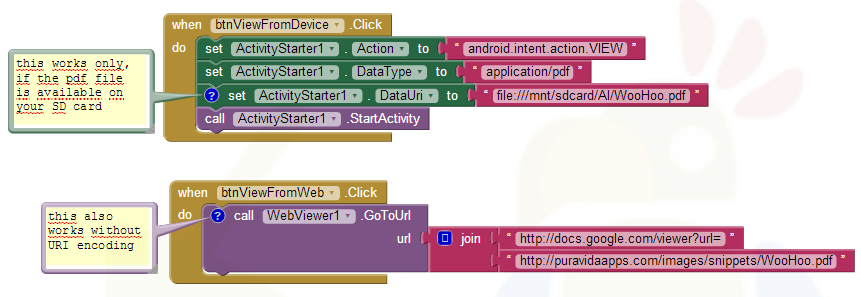 when btnViewFromDevice .Click
do set ActivityStarter1 . Action to " android.intent.action.VIEW "
set ActivityStarter1 . DataType to " application/pdf "
? set ActivityStarter1 . DataUri to " file:///mnt/sdcard/AI/WooHoo.pdf "
call ActivityStarter1 .StartActivity
this works only,
if the pdf file
is available on
your SD card
when btnViewFromWeb .Click
do ? call WebViewer1 .GoToUrl
url join " http://docs.google.com/viewer?url= "
" http://puravidaapps.com/images/snippets/WooHoo.pdf "
this also
works without
URI encoding